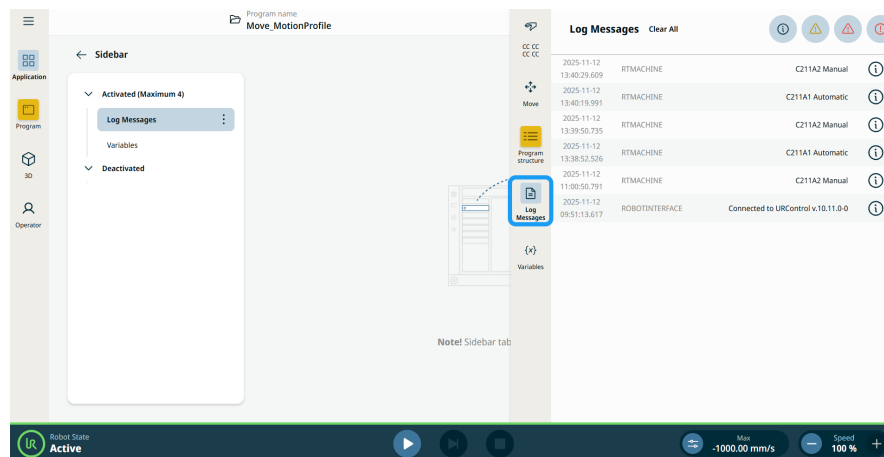 Program name
Move_MotionProfile
Sidebar
Application
Program
3D
Operator
Activated (Maximum 4)
Log Messages
Variables
Deactivated
Note! Sidebar tab
CC CC
CC CC
Move
Program
structure
Log
Messages
{x}
Variables
Log Messages Clear All
2025-11-12
13:40:29.609 RTMACHINE C211A2 Manual
2025-11-12
13:40:19.991 RTMACHINE C211A1 Automatic
2025-11-12
13:39:50.735 RTMACHINE C211A2 Manual
2025-11-12
13:38:52.526 RTMACHINE C211A1 Automatic
2025-11-12
11:00:50.791 RTMACHINE C211A2 Manual
2025-11-12
09:51:13.617 ROBOTINTERFACE Connected to URControl v.10.11.0-0
UR
Robot State
Active
Max
-1000.00 mm/s
Speed
100 %